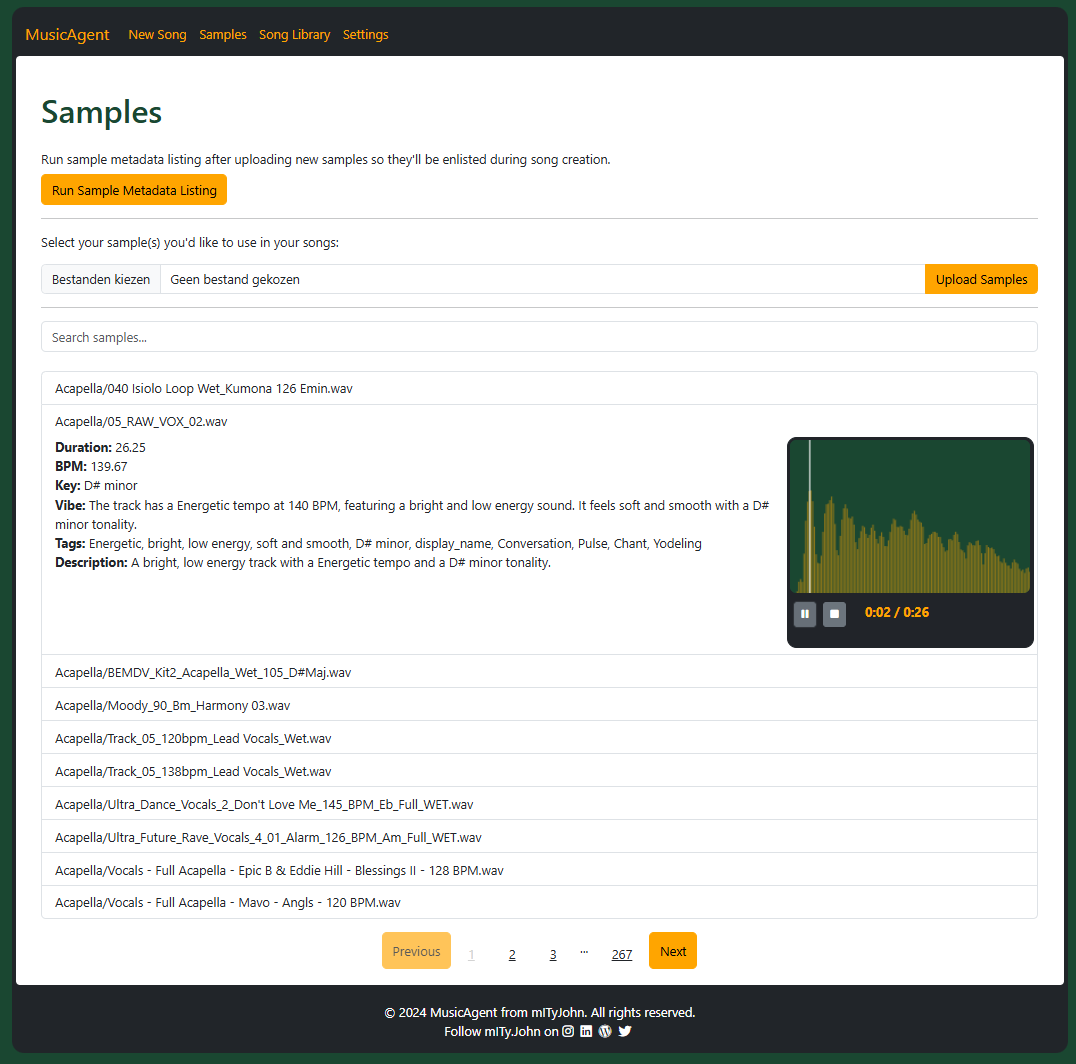 MusicAgent New Song Samples Song Library Settings
Samples
Run sample metadata listing after uploading new samples so they'll be enlisted during song creation.
Run Sample Metadata Listing
Select your sample(s) you'd like to use in your songs:
Bestanden kiezen Geen bestand gekozen Upload Samples
Search samples...
Acapella/040 Isiolo Loop Wet_Kumona 126 Emin.wav
Acapella/05_RAW_VOX_02.wav
Duration: 26.25
BPM: 139.67
Key: D# minor
Vibe: The track has a Energetic tempo at 140 BPM, featuring a bright and low energy sound. It feels soft and smooth with a D#
minor tonality.
Tags: Energetic, bright, low energy, soft and smooth, D# minor, display_name, Conversation, Pulse, Chant, Yodeling
Description: A bright, low energy track with a Energetic tempo and a D# minor tonality.
0:02 / 0:26
Acapella/BEMDV_Kit2_Acapella_Wet_105_D#Maj.wav
Acapella/Moody_90_Bm_Harmony 03.wav
Acapella/Track_05_120bpm_Lead Vocals_Wet.wav
Acapella/Track_05_138bpm_Lead Vocals_Wet.wav
Acapella/Ultra_Dance_Vocals_2_Don't Love Me_145_BPM_Eb_Full_WET.wav
Acapella/Ultra_Future_Rave_Vocals_4_01_Alarm_126_BPM_Am_Full_WET.wav
Acapella/Vocals - Full Acapella - Epic B & Eddie Hill - Blessings II - 128 BPM.wav
Acapella/Vocals - Full Acapella - Mavo - Angls - 120 BPM.wav
Previous 1 2 3 ... 267 Next
© 2024 MusicAgent from mITyJohn. All rights reserved.
Follow mITy.John on